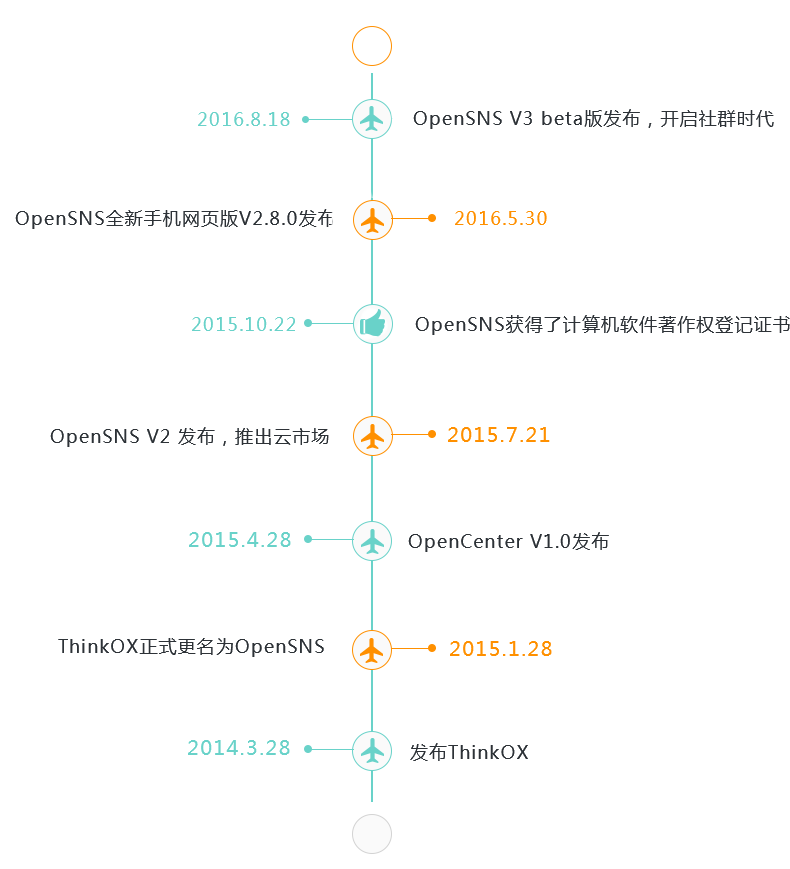 2016.8.18
OpenSNS V3 beta版发布，开启社群时代
OpenSNS全新手机网页版V2.8.0发布
2016.5.30
2015.10.22
OpenSNS获得了计算机软件著作权登记证书
OpenSNS V2 发布，推出云市场
2015.7.21
2015.4.28
OpenCenter V1.0发布
ThinkOX正式更名为OpenSNS
2015.1.28
2014.3.28
发布ThinkOX